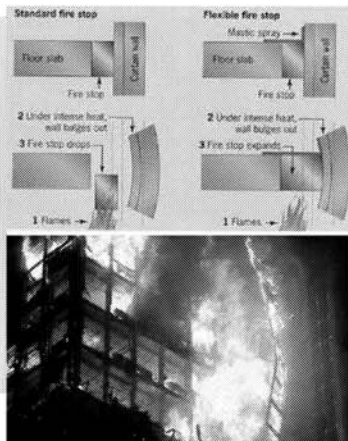 Standard fire stop
Floor slab
Curtain wall
Fire stop
2 Under intense heat,
wall bulges out
3 Fire stop drops
1 Flames
Flexible fire stop
Mastic spray
Floor slab
Curtain wall
Fire stop
2 Under intense heat,
wall bulges out
3 Fire stop expands
1 Flames